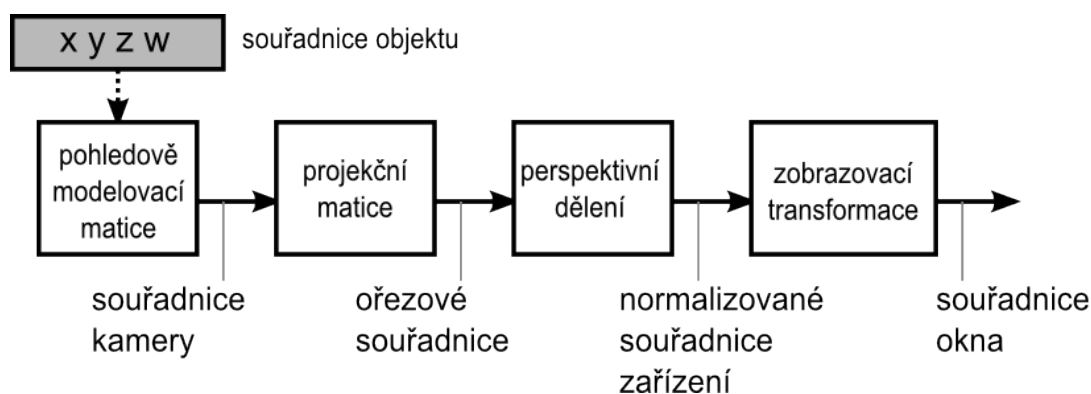 x y z w
souřadnice objektu
pohledově
modelovací
matice
projekční
matice
perspektivní
dělení
zobrazovací
transformace
souřadnice
kamery
ořezové
souřadnice
normalizované
souřadnice
zařízení
souřadnice
okna